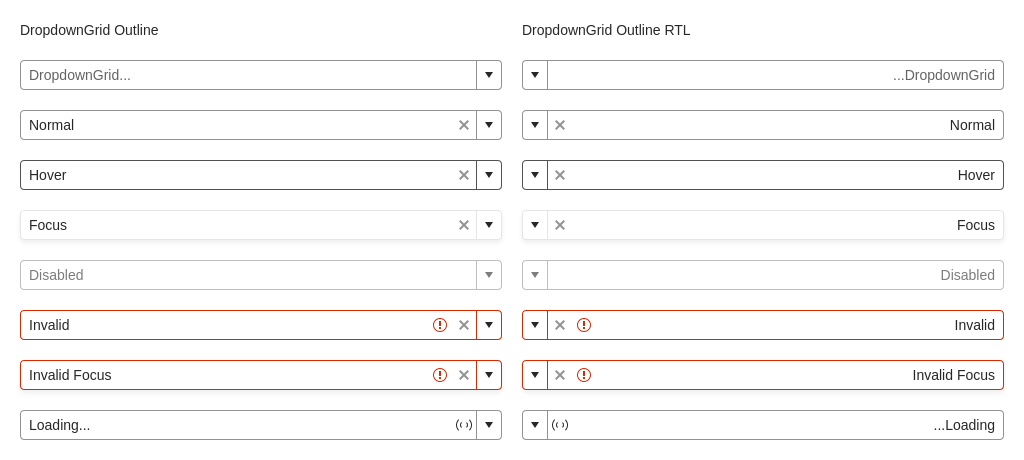 DropdownGrid Outline
DropdownGrid Outline RTL
DropdownGrid...
...DropdownGrid
Normal
Normal
Hover
Hover
Focus
Focus
Disabled
Disabled
Invalid
Invalid
Invalid Focus
Invalid Focus
Loading...
...Loading